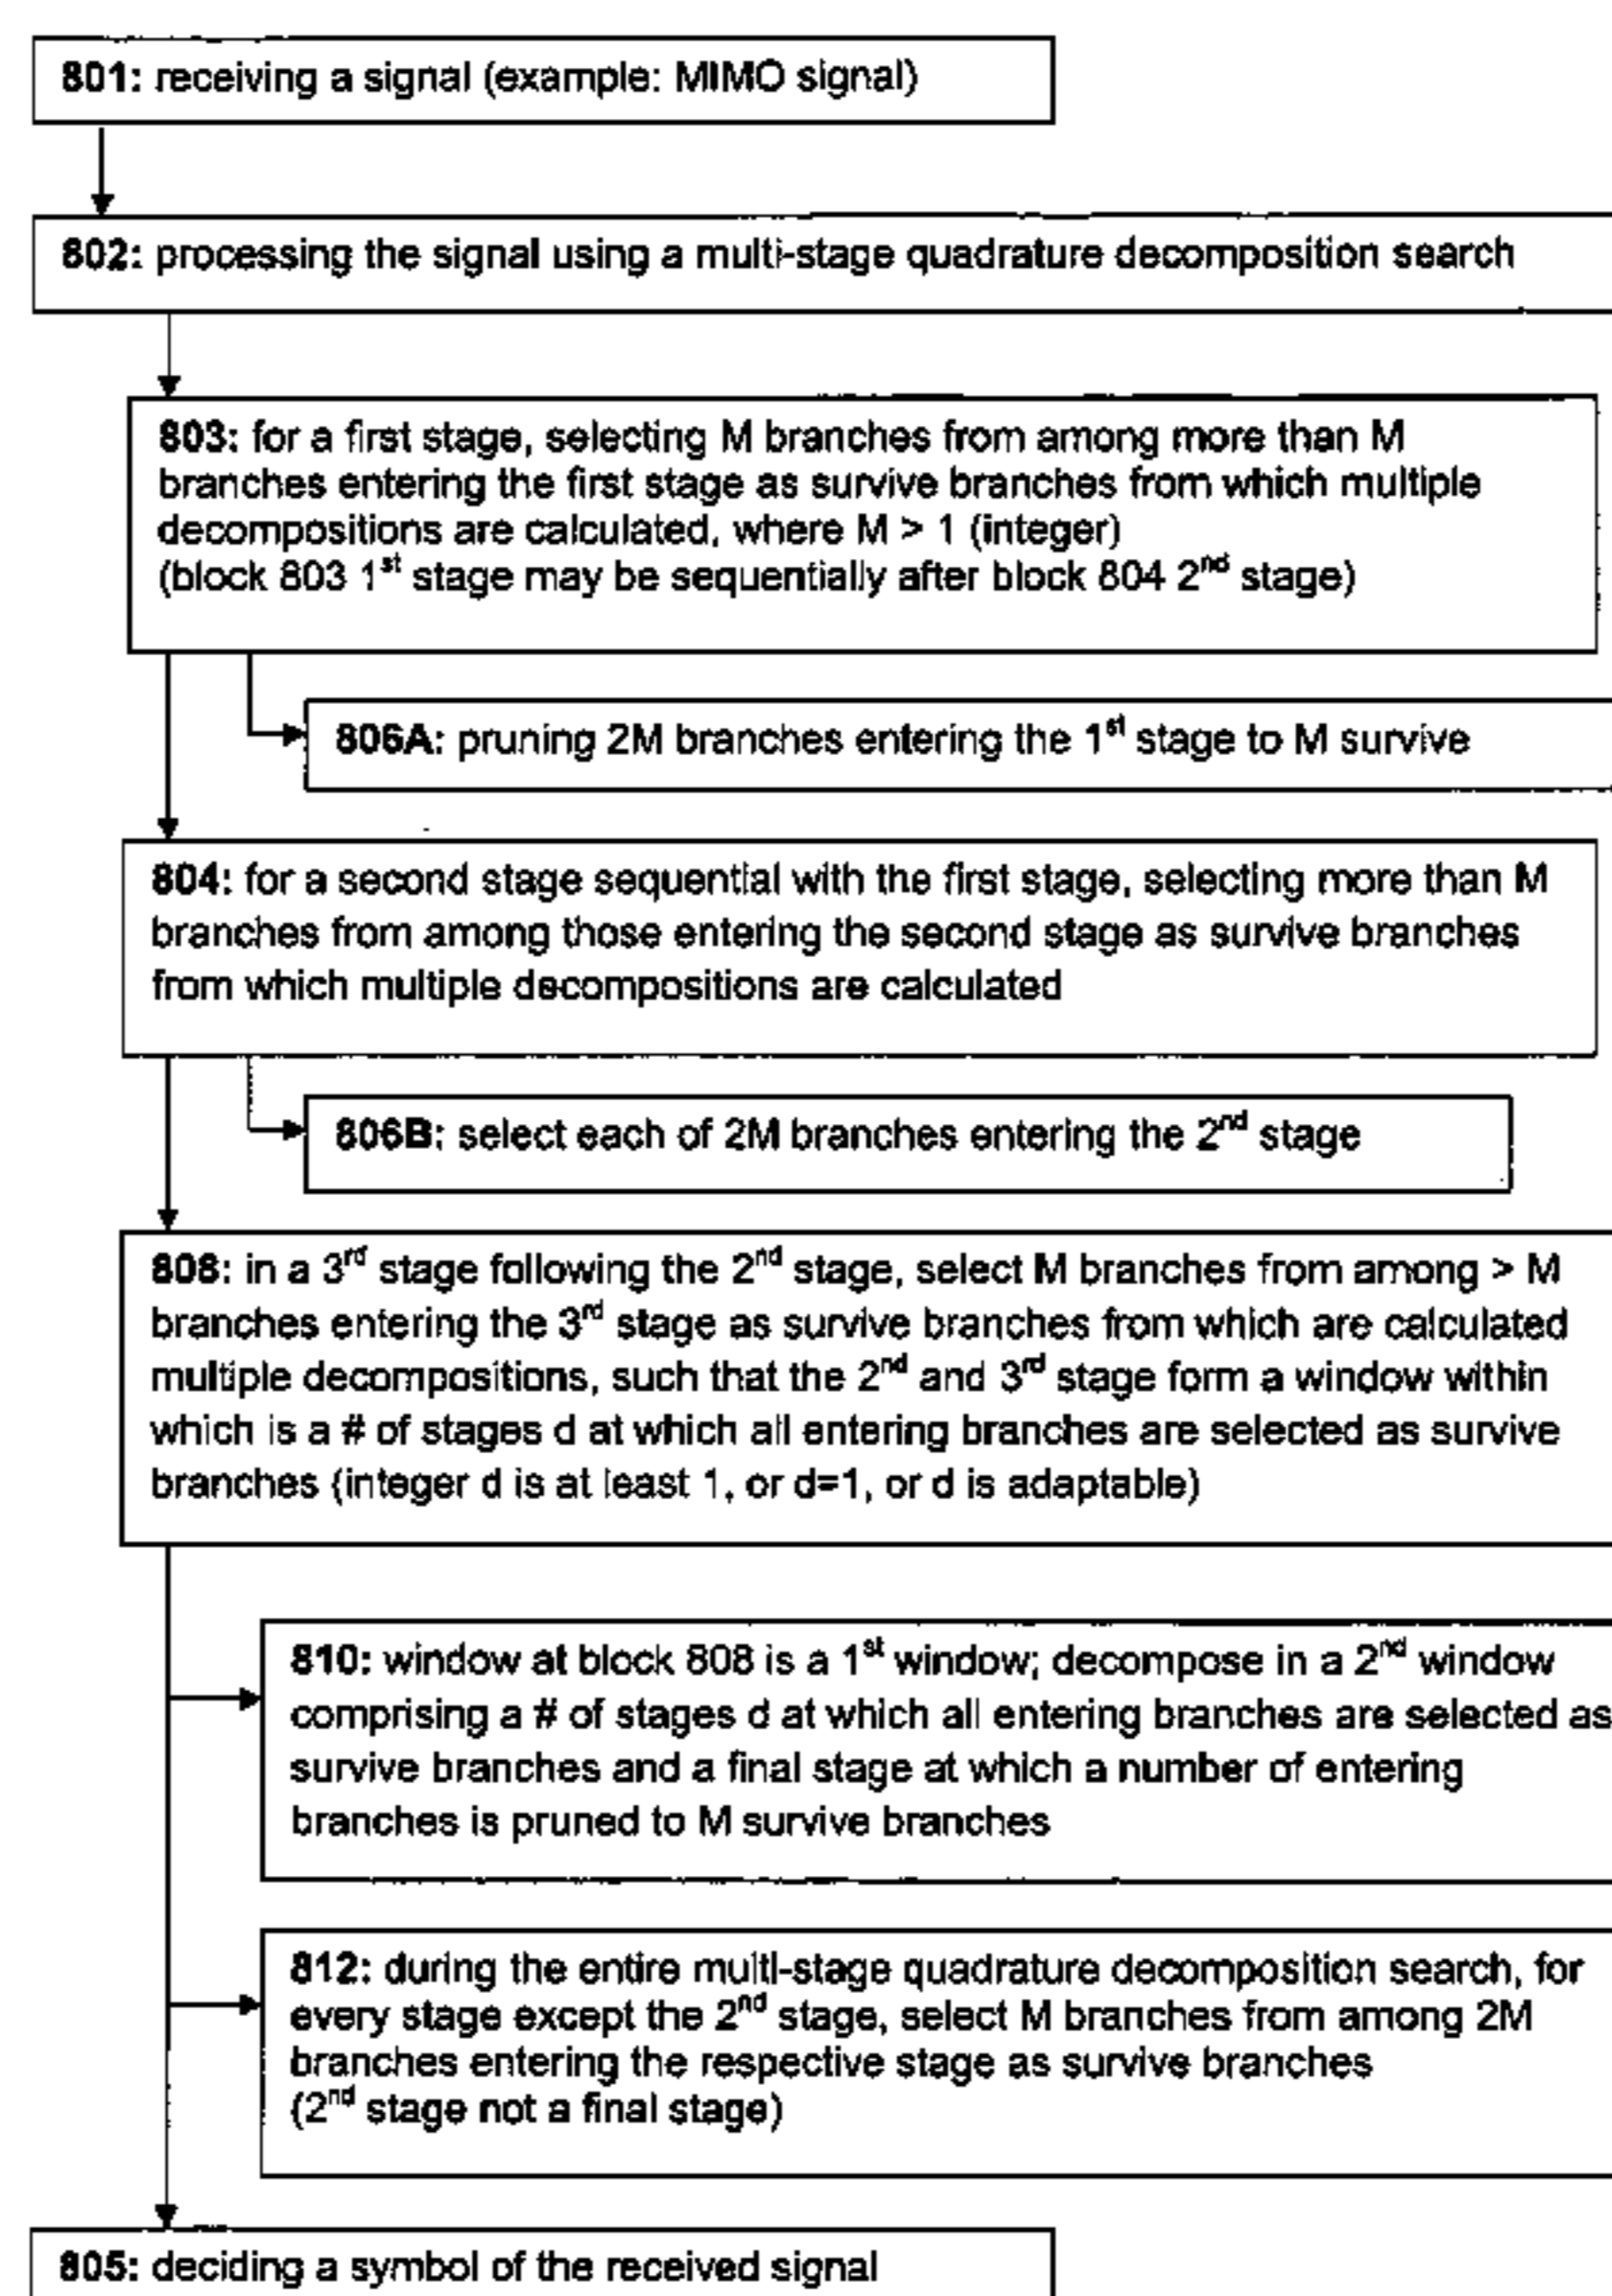 801: receiving a signal (example: MIMO signal)
802: processing the signal using a multi-stage quadrature decomposition search
803: for a first stage, selecting M branches from among more than M
branches entering the first stage as survive branches from which multiple
decompositions are calculated, where M > 1 (integer)
(block 803 1st stage may be sequentially after block 804 2nd stage)
806A: pruning 2M branches entering the 1st stage to M survive
804: for a second stage sequential with the first stage, selecting more than M
branches from among those entering the second stage as survive branches
from which multiple decompositions are calculated
806B: select each of 2M branches entering the 2nd stage
808: in a 3rd stage following the 2nd stage, select M branches from among > M
branches entering the 3rd stage as survive branches from which are calculated
multiple decompositions, such that the 2nd and 3rd stage form a window within
which is a # of stages d at which all entering branches are selected as survive
branches (integer d is at least 1, or d=1, or d is adaptable)
810: window at block 808 is a 1st window; decompose in a 2nd window
comprising a # of stages d at which all entering branches are selected as
survive branches and a final stage at which a number of entering
branches is pruned to M survive branches
812: during the entire multi-stage quadrature decomposition search, for
every stage except the 2nd stage, select M branches from among 2M
branches entering the respective stage as survive branches
(2nd stage not a final stage)
805: deciding a symbol of the received signal